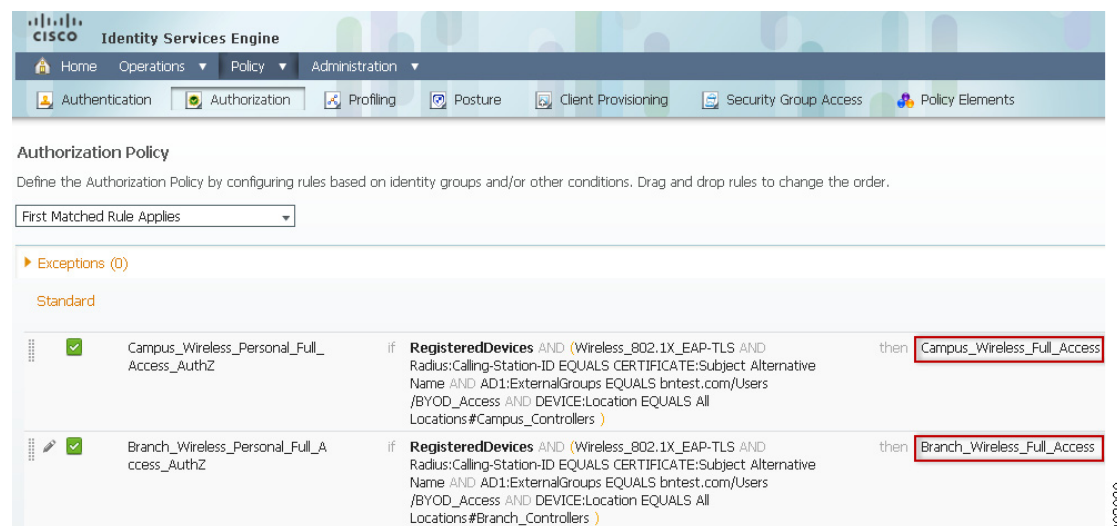 CISCO Identity Services Engine
Home Operations ▼ Policy ▼ Administration ▼
Authentication Authorization Profiling Posture Client Provisioning Security Group Access Policy Elements
Authorization Policy
Define the Authorization Policy by configuring rules based on identity groups and/or other conditions. Drag and drop rules to change the order.
First Matched Rule Applies
Exceptions (0)
Standard
Campus_Wireless_Personal_Full_
Access_AuthZ
if
RegisteredDevices AND (Wireless_802.1X_EAP-TLS AND
Radius:Calling-Station-ID EQUALS CERTIFICATE:Subject Alternative
Name AND AD1:ExternalGroups EQUALS bntest.com/Users
/BYOD_Access AND DEVICE:Location EQUALS All
Locations#Campus_Controllers )
then
Campus_Wireless_Full_Access
Branch_Wireless_Personal_Full_A
ccess_AuthZ
if
RegisteredDevices AND (Wireless_802.1X_EAP-TLS AND
Radius:Calling-Station-ID EQUALS CERTIFICATE:Subject Alternative
Name AND AD1:ExternalGroups EQUALS bntest.com/Users
/BYOD_Access AND DEVICE:Location EQUALS All
Locations#Branch_Controllers )
then
Branch_Wireless_Full_Access